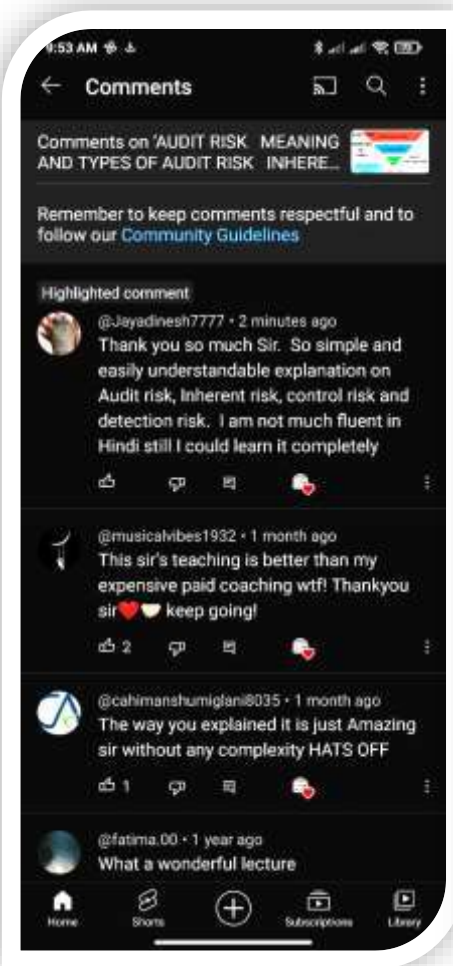 9:53 AM
Comments
Comments on 'AUDIT RISK MEANING
AND TYPES OF AUDIT RISK INHERE...
Remember to keep comments respectful and to
follow our Community Guidelines
Highlighted comment
@Jayadinesh7777 • 2 minutes ago
Thank you so much Sir. So simple and
easily understandable explanation on
Audit risk, Inherent risk, control risk and
detection risk. I am not much fluent in
Hindi still I could learn it completely
@musicalvibes1932 • 1 month ago
This sir's teaching is better than my
expensive paid coaching wtf! Thankyou
sir❤️🤝 keep going!
2
@cahimanshumiglani8035 • 1 month ago
The way you explained it is just Amazing
sir without any complexity HATS OFF
1
@fatima.00 • 1 year ago
What a wonderful lecture
Home Shorts Subscriptions Library